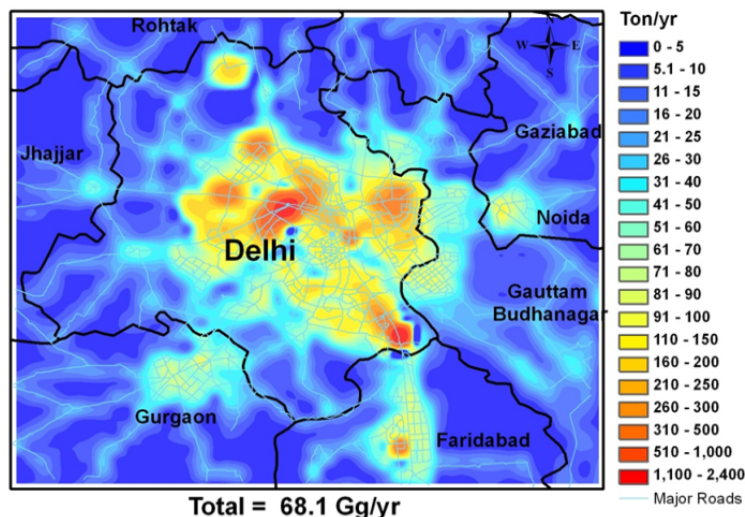 Rohtak
N
W E
S
Jhajjar
Gaziabad
Noida
Delhi
Gauttam
Budhanagar
Gurgaon
Faridabad
Total = 68.1 Gg/yr
Ton/yr
0 - 5
5.1 - 10
11 - 15
16 - 20
21 - 25
26 - 30
31 - 40
41 - 50
51 - 60
61 - 70
71 - 80
81 - 90
91 - 100
110 - 150
160 - 200
210 - 250
260 - 300
310 - 500
510 - 1,000
1,100 - 2,400
Major Roads